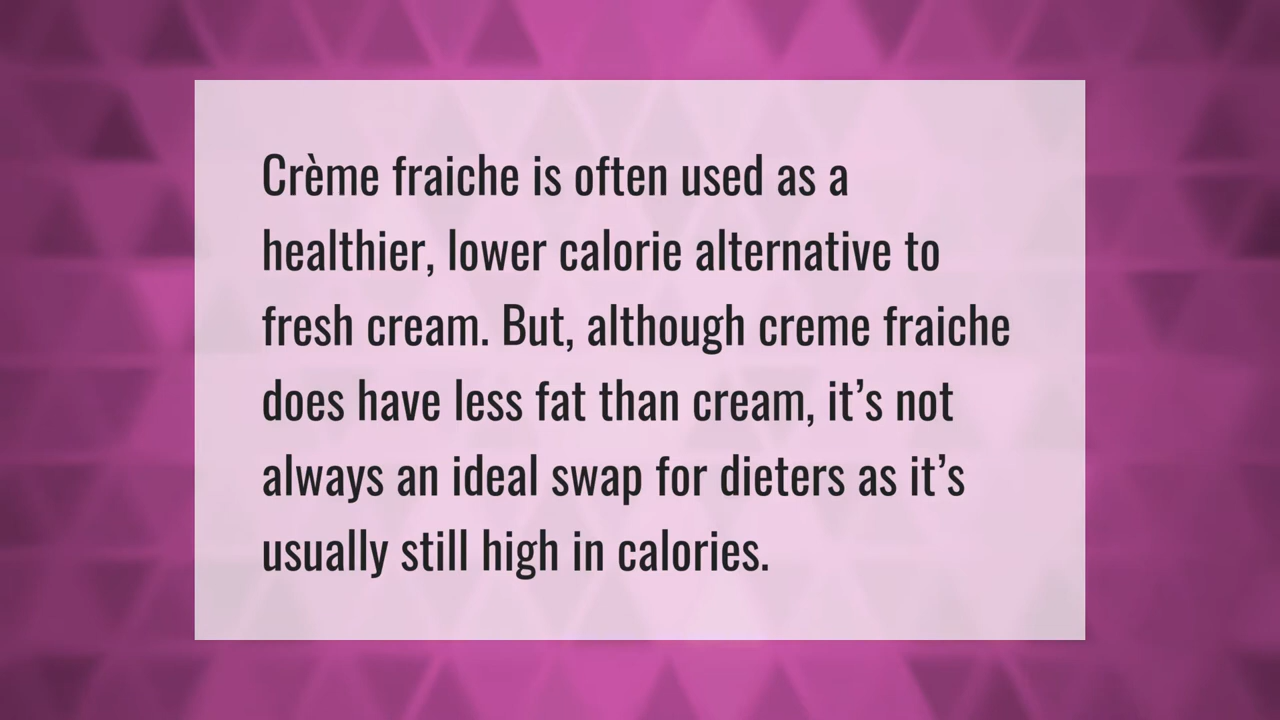 Crème fraiche is often used as a
healthier, lower calorie alternative to
fresh cream. But, although creme fraiche
does have less fat than cream, it’s not
always an ideal swap for dieters as it’s
usually still high in calories.